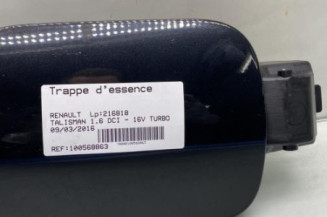 Trappe d'essence
RENAULT Lp:216818
TALISMAN 1.6 DCI - 16V TURBO
09/03/2016
REF:100568863